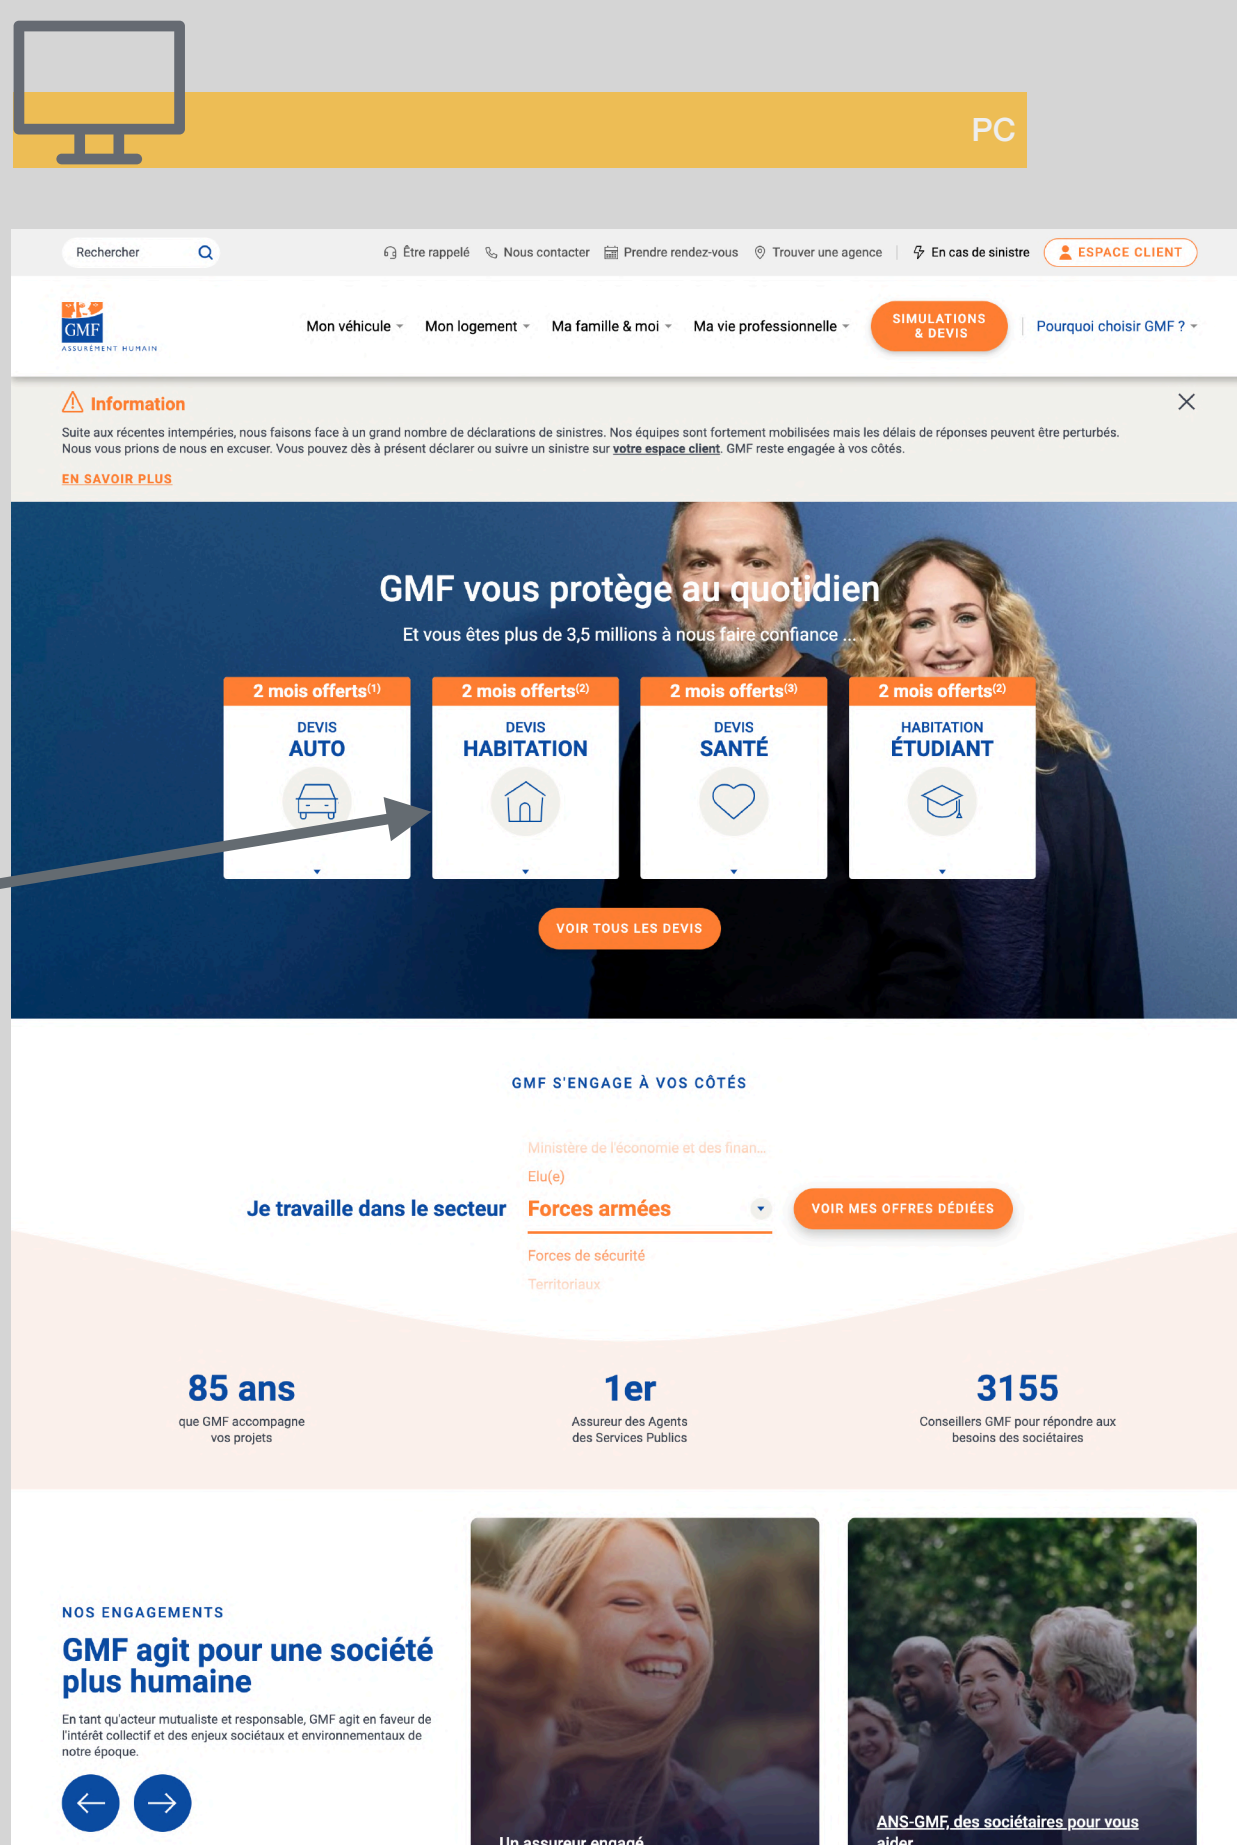 PC
Rechercher
Être rappelé
Nous contacter
Prendre rendez-vous
Trouver une agence
En cas de sinistre
ESPACE CLIENT
GMF
ASSURÉMENT HUMAIN
Mon véhicule
Mon logement
Ma famille & moi
Ma vie professionnelle
SIMULATIONS
& DEVIS
Pourquoi choisir GMF ?
Information
Suite aux récentes intempéries, nous faisons face à un grand nombre de déclarations de sinistres. Nos équipes sont fortement mobilisées mais les délais de réponses peuvent être perturbés.
Nous vous prions de nous en excuser. Vous pouvez dès à présent déclarer ou suivre un sinistre sur votre espace client. GMF reste engagée à vos côtés.
EN SAVOIR PLUS
GMF vous protège au quotidien
Et vous êtes plus de 3,5 millions à nous faire confiance ...
2 mois offerts(1)
DEVIS
AUTO
2 mois offerts(2)
DEVIS
HABITATION
2 mois offerts(3)
DEVIS
SANTÉ
2 mois offerts(2)
HABITATION
ÉTUDIANT
VOIR TOUS LES DEVIS
GMF S'ENGAGE À VOS CÔTÉS
Ministère de l'économie et des finan...
Elu(e)
Je travaille dans le secteur
Forces armées
VOIR MES OFFRES DÉDIÉES
Forces de sécurité
Territoriaux
85 ans
que GMF accompagne
vos projets
1er
Assureur des Agents
des Services Publics
3155
Conseillers GMF pour répondre aux
besoins des sociétaires
NOS ENGAGEMENTS
GMF agit pour une société
plus humaine
En tant qu'acteur mutualiste et responsable, GMF agit en faveur de
l'intérêt collectif et des enjeux sociétaux et environnementaux de
notre époque.
Un assureur engagé
ANS-GMF, des sociétaires pour vous
aider